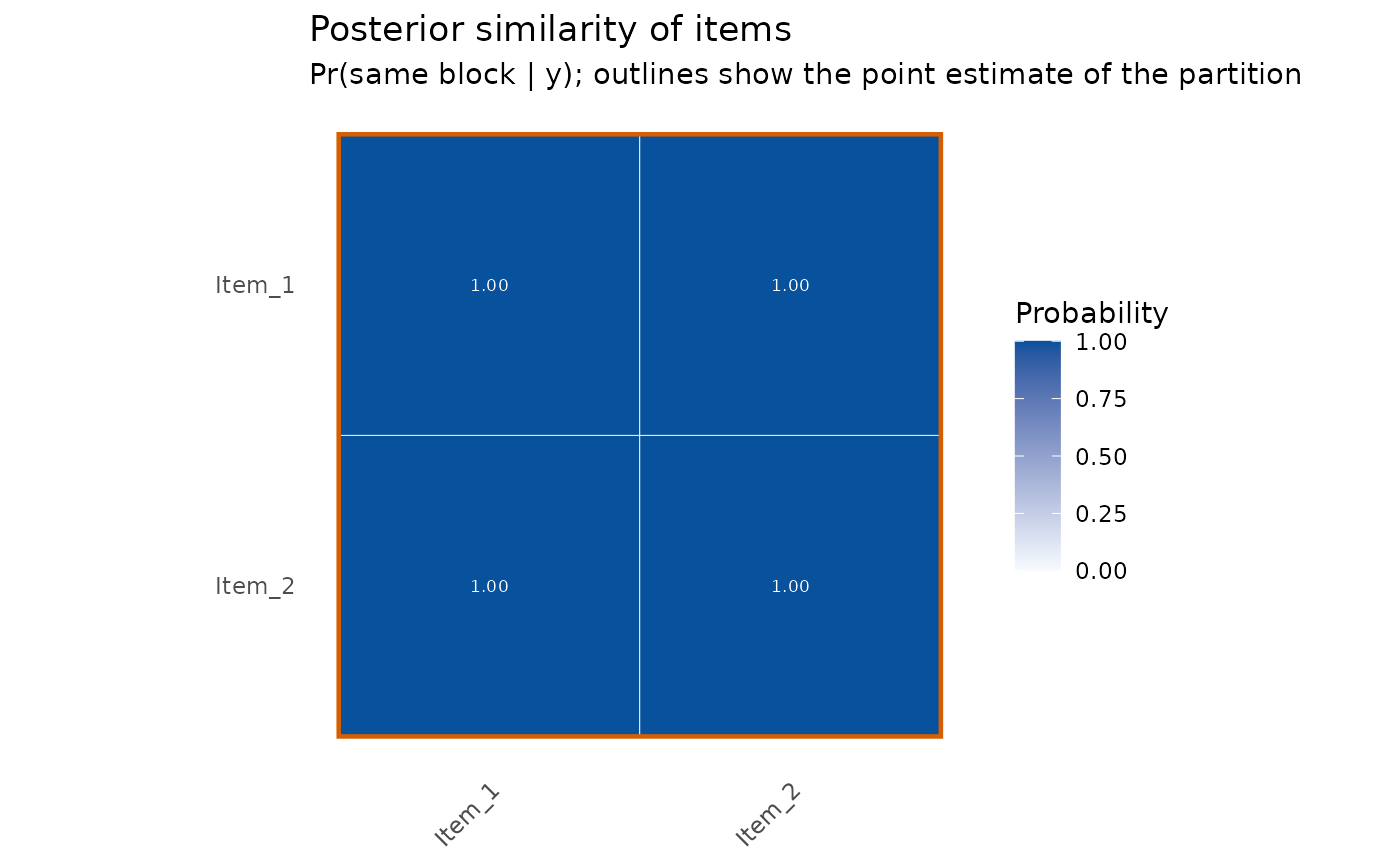 Posterior similarity of items
Pr(same block | y); outlines show the point estimate of the partition
Item_1
1.00
1.00
Item_2
1.00
1.00
Item_1
Item_2
Probability
1.00
0.75
0.50
0.25
0.00